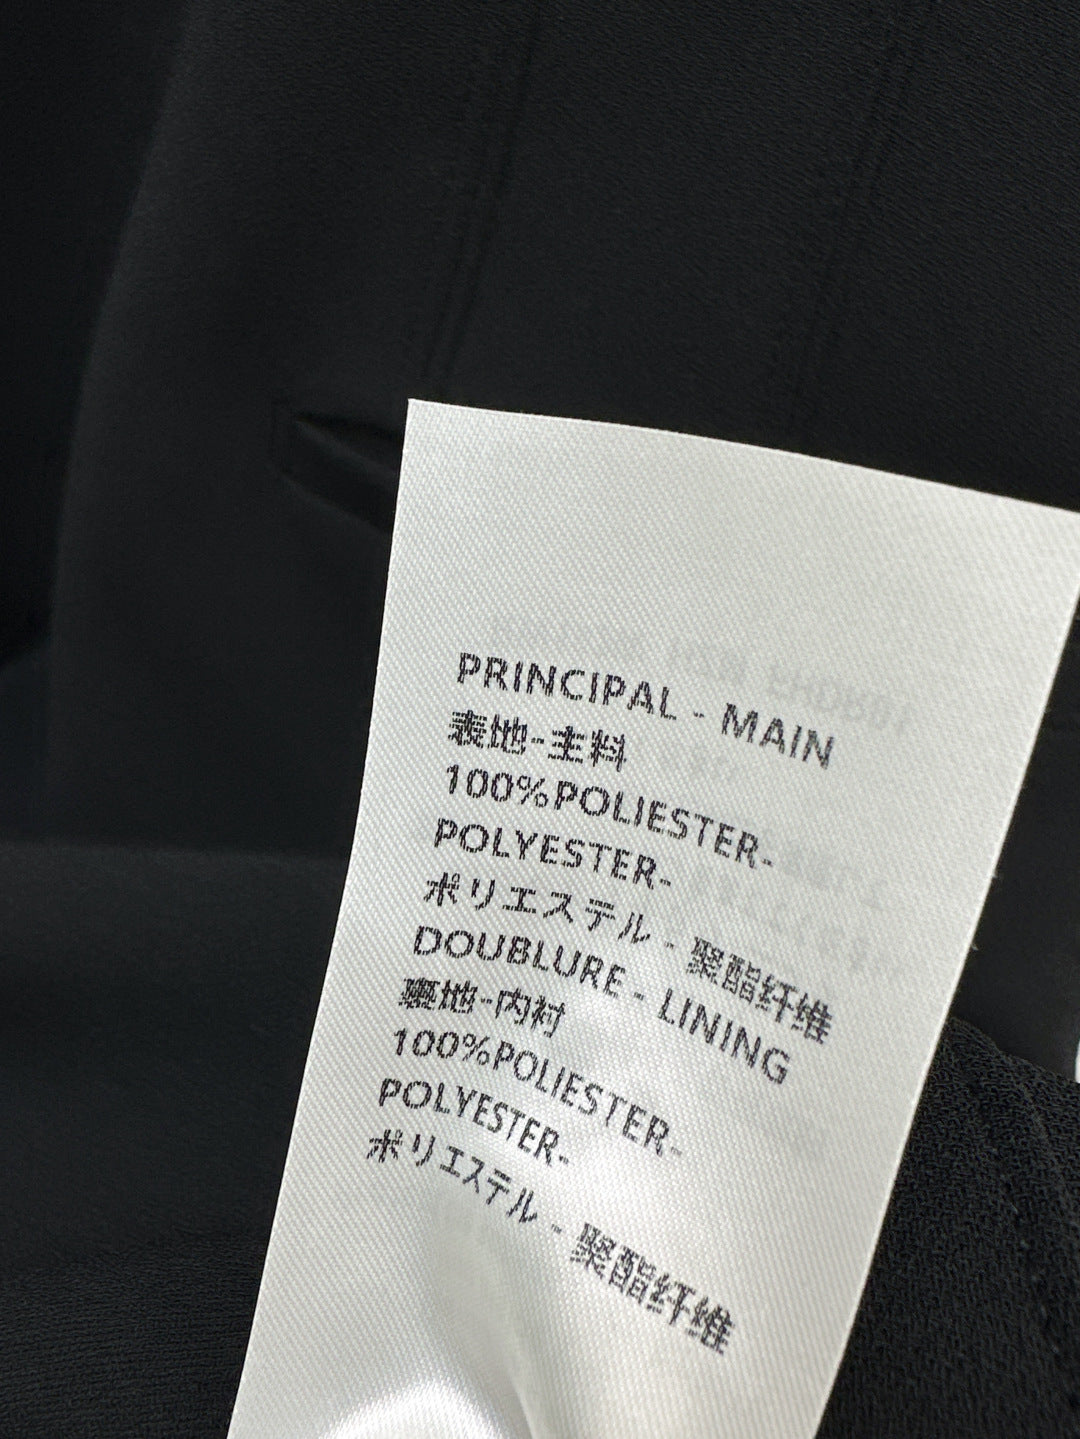 PRINCIPAL - MAIN
表地-主料
100%POLIESTER-
POLYESTER-
ポリエステル - 聚酯纤维
DOUBLURE - LINING
裏地-内衬
100%POLIESTER-
POLYESTER-
ポリエステル - 聚酯纤维